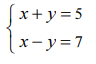 x + y = 5
x − y = 7